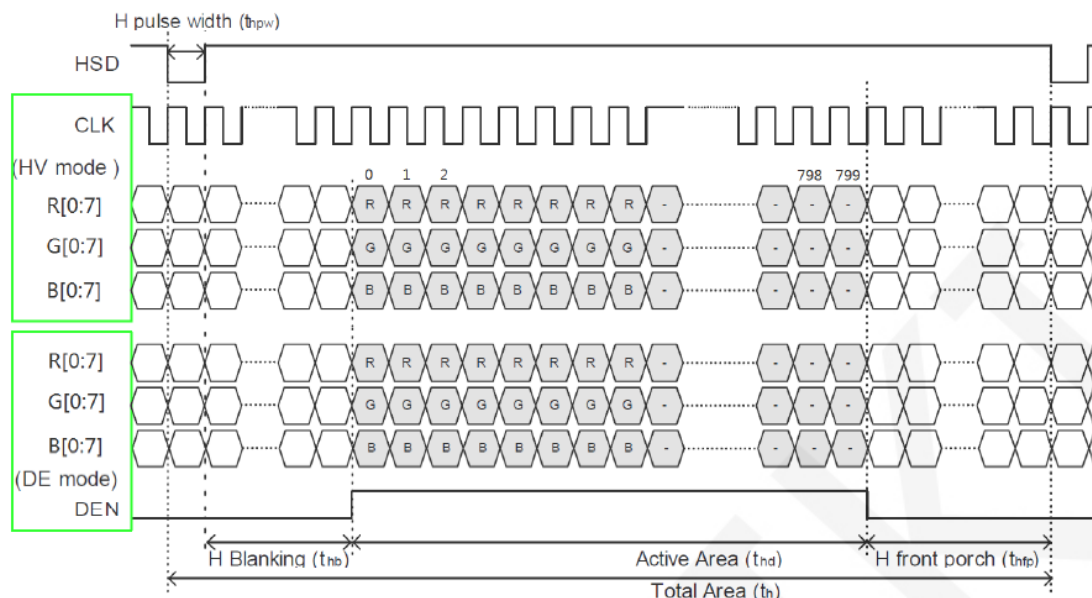 H pulse width (thpw)
HSD
CLK
(HV mode )
0 1 2 798 799
R[0:7] R R R R R R R R - - - -
G[0:7] G G G G G G G G - - - -
B[0:7] B B B B B B B B - - - -
R[0:7] R R R R R R R R - - - -
G[0:7] G G G G G G G G - - - -
B[0:7] B B B B B B B B - - - -
(DE mode)
DEN
H Blanking (thb) Active Area (thd) H front porch (thfp)
Total Area (th)